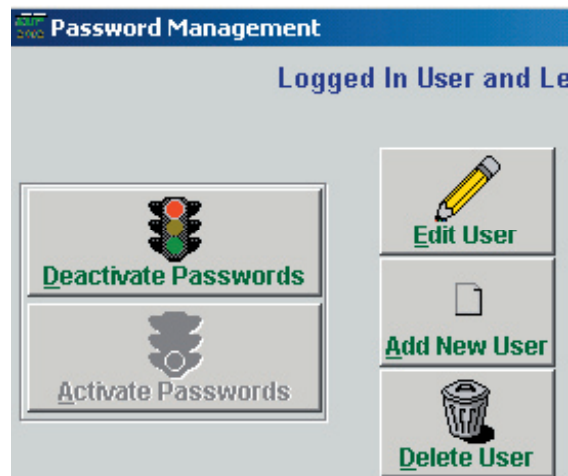 Password Management
Logged In User and Le
Edit User
Deactivate Passwords
Add New User
Activate Passwords
Delete User